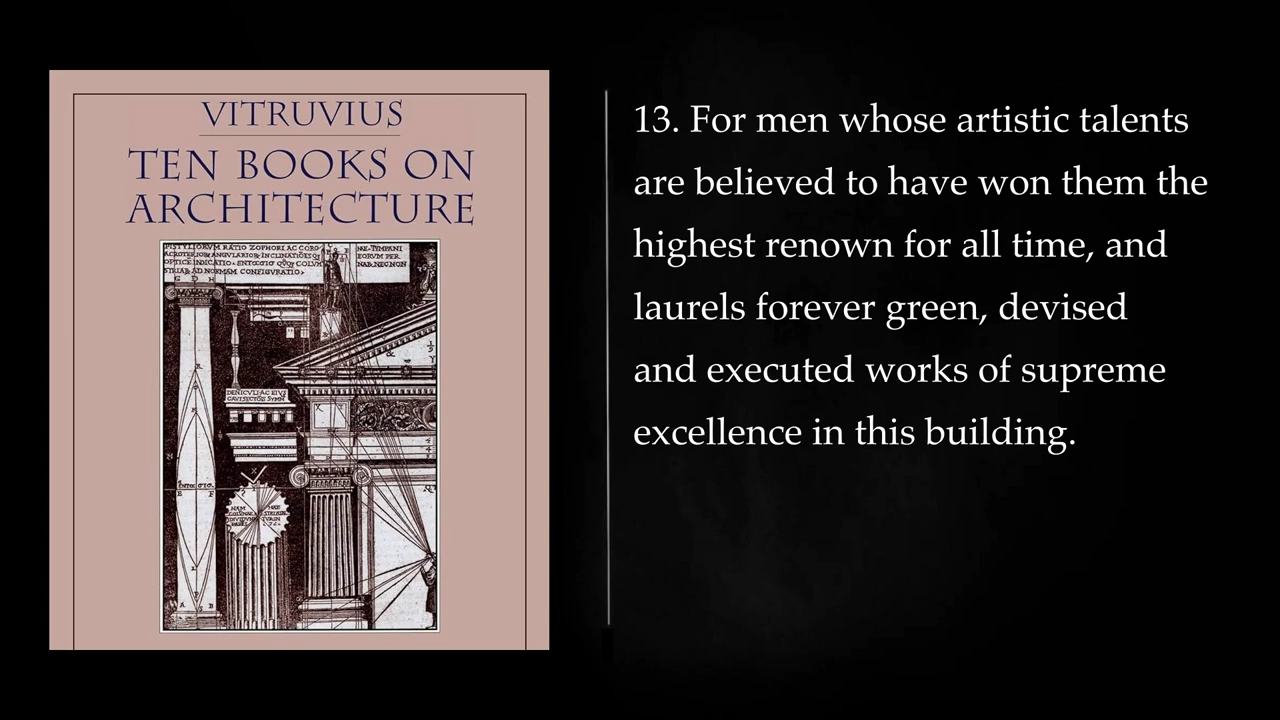 VITRUVIUS
TEN BOOKS ON
ARCHITECTURE
13. For men whose artistic talents
are believed to have won them the
highest renown for all time, and
laurels forever green, devised
and executed works of supreme
excellence in this building.